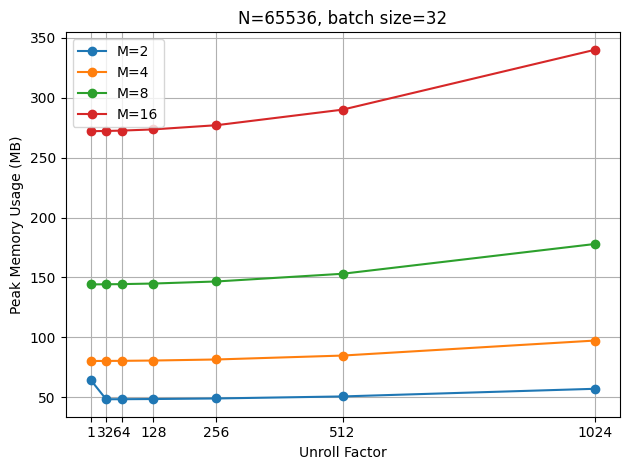 N=65536, batch size=32
M=2
M=4
M=8
M=16
350
300
250
200
150
100
50
Peak Memory Usage (MB)
1 32 64 128 256 512 1024
Unroll Factor